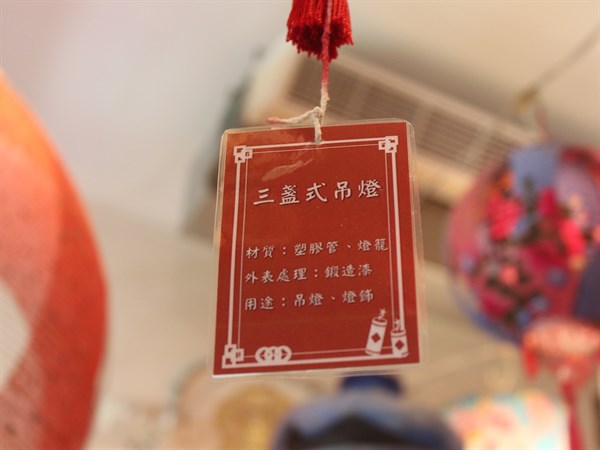 三盞式吊燈
材質：塑膠管、燈籠
外表處理：鍛造漆
用途：吊燈、燈飾